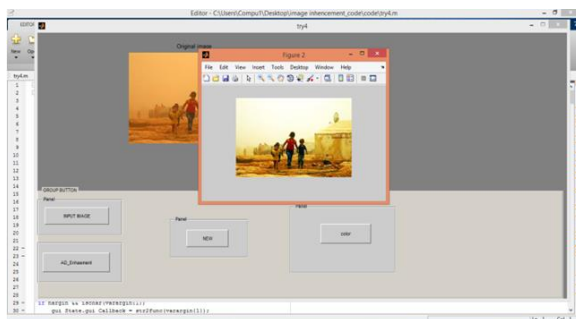 Editor - C:\Users\CompuT\Desktop\image inhencement_code\code\try4.m
EDITOR
try4
New
Original image
Figure 2
File Edit View Insert Tools Desktop Window Help
try4.m
1
2
3
4
5
6
7
8
9
10
11
12
13
14
15
16
17
18
19
20
21
22
23
24
25
26
27
28
29
30
GROUP BUTTON
Panel
INPUT IMAGE
AD_Enhancement
Panel
NEW
Panel
color
if nargin && ischar(varargin{1})
gui_State.gui_Callback = str2func(varargin{1});